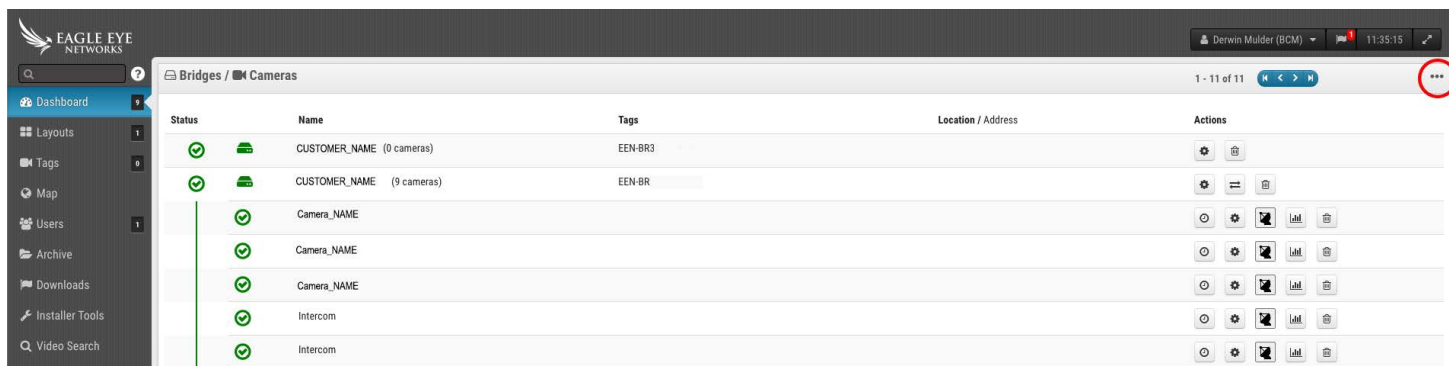 EAGLE EYE
NETWORKS
Derwin Mulder (BCM) 1 11:35:15
?
Bridges / Cameras 1 - 11 of 11 •••
Dashboard 9
Layouts 1
Tags 0
Map
Users 1
Archive
Downloads
Installer Tools
Video Search
Status Name Tags Location / Address Actions
CUSTOMER_NAME (0 cameras) EEN-BR3
CUSTOMER_NAME (9 cameras) EEN-BR
Camera_NAME
Camera_NAME
Camera_NAME
Intercom
Intercom